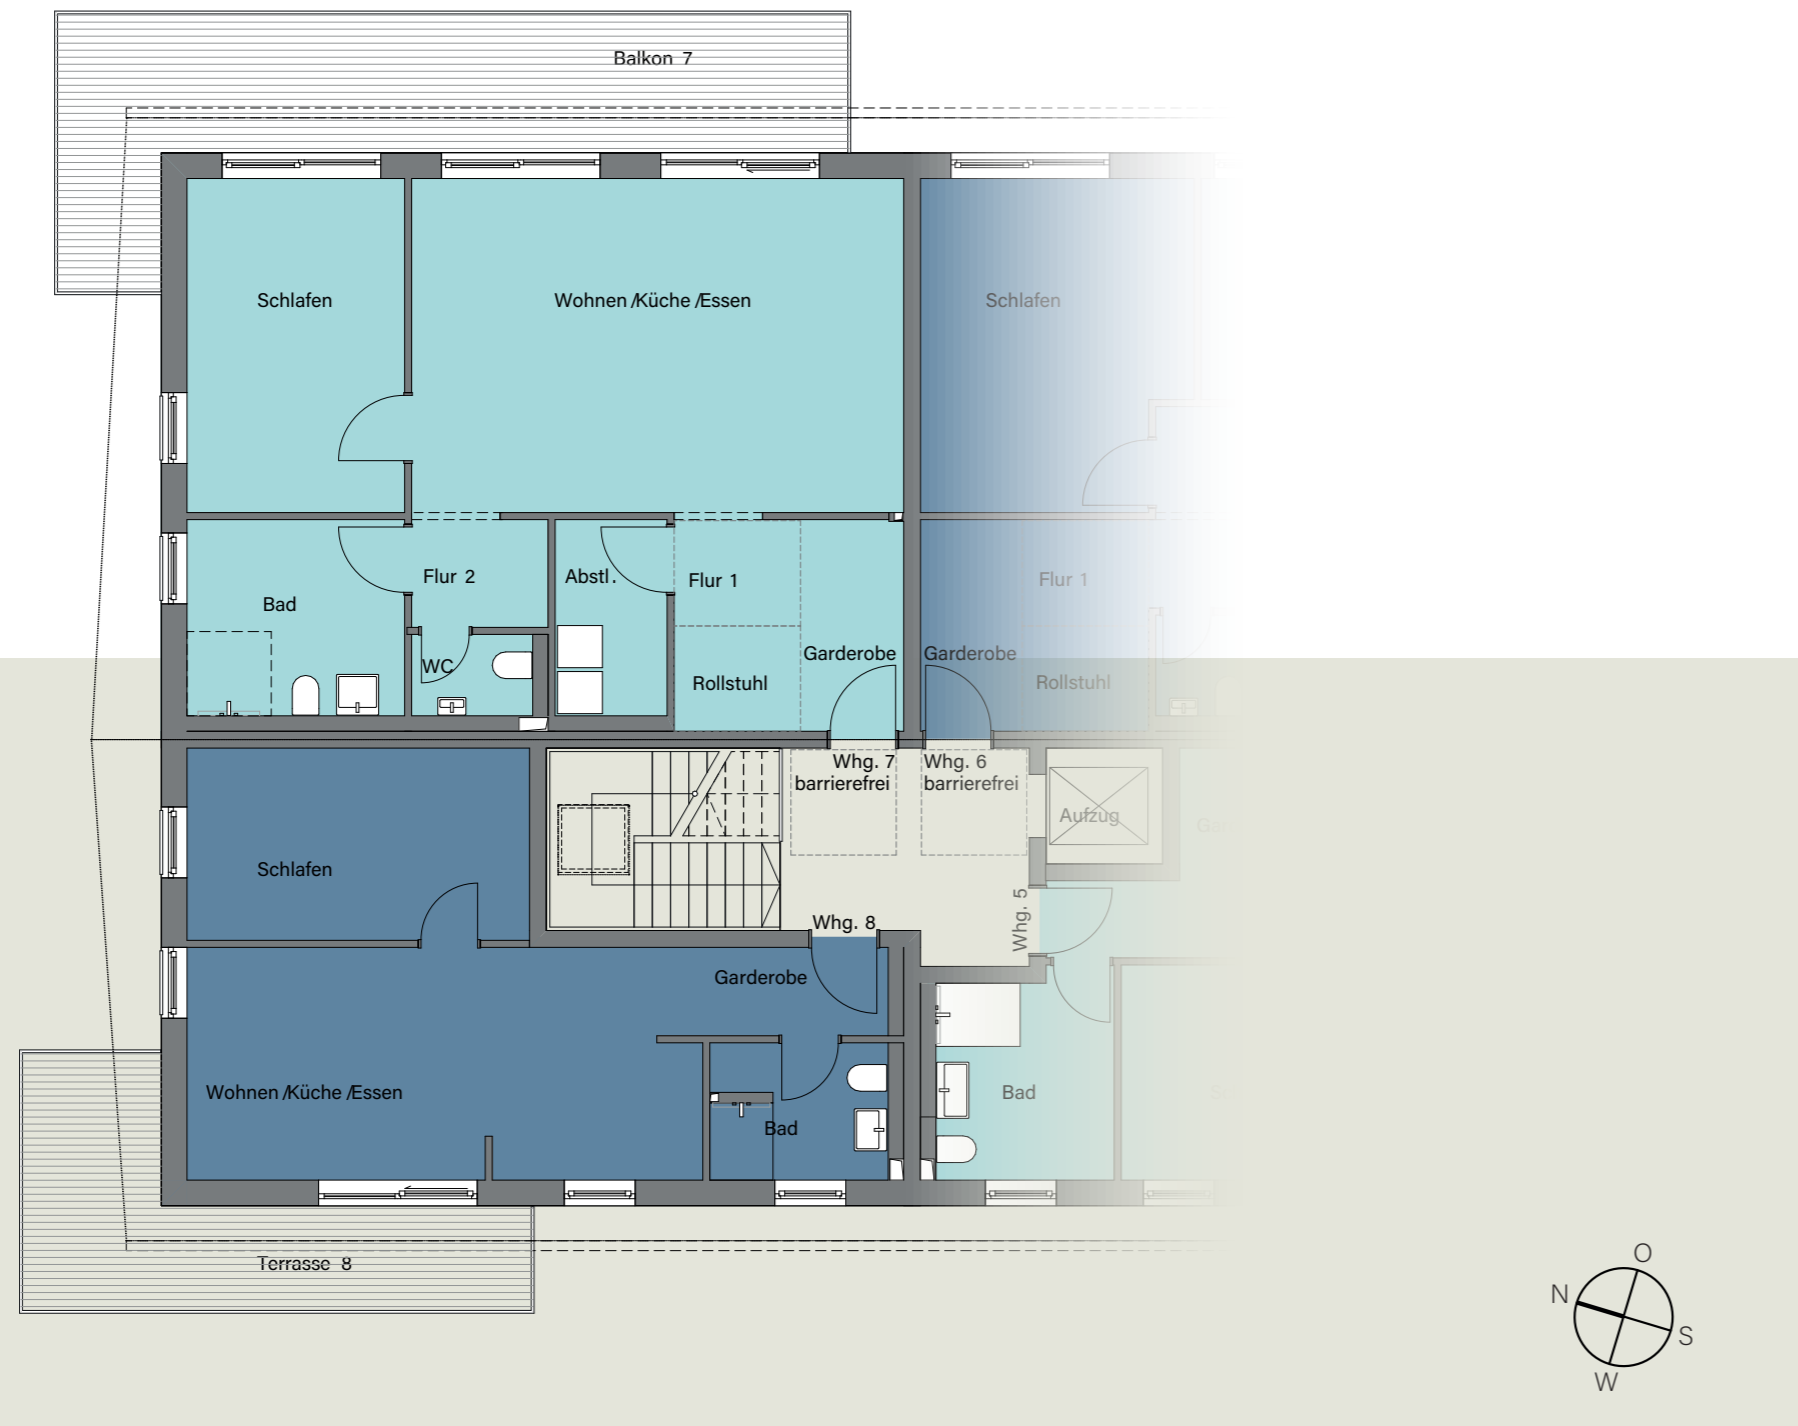 Balkon 7
Schlafen
Wohnen /Küche /Essen
Schlafen
Flur 2
Abstl.
Flur 1
Flur 1
Bad
Garderobe
Garderobe
WC
Rollstuhl
Rollstuhl
Whg. 7
barrierefrei
Whg. 6
barrierefrei
Aufzug
Schlafen
Whg. 8
Whg. 5
Garderobe
Wohnen /Küche /Essen
Bad
Bad
Terrasse 8
O
N
S
W